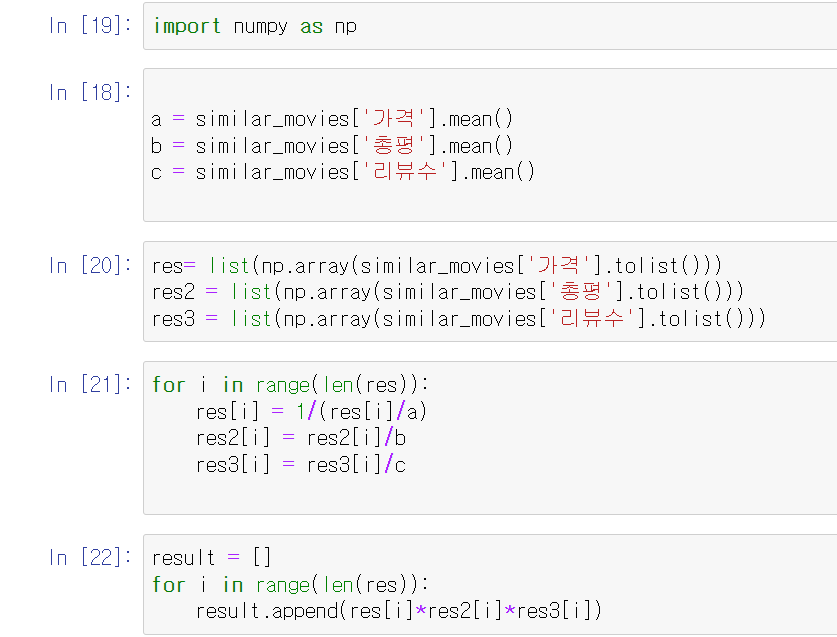 In [19]: import numpy as np
In [18]:
a = similar_movies['가격'].mean()
b = similar_movies['총평'].mean()
c = similar_movies['리뷰수'].mean()
In [20]: res= list(np.array(similar_movies['가격'].tolist()))
res2 = list(np.array(similar_movies['총평'].tolist()))
res3 = list(np.array(similar_movies['리뷰수'].tolist()))
In [21]: for i in range(len(res)):
    res[i] = 1/(res[i]/a)
    res2[i] = res2[i]/b
    res3[i] = res3[i]/c
In [22]: result = []
for i in range(len(res)):
    result.append(res[i]*res2[i]*res3[i])